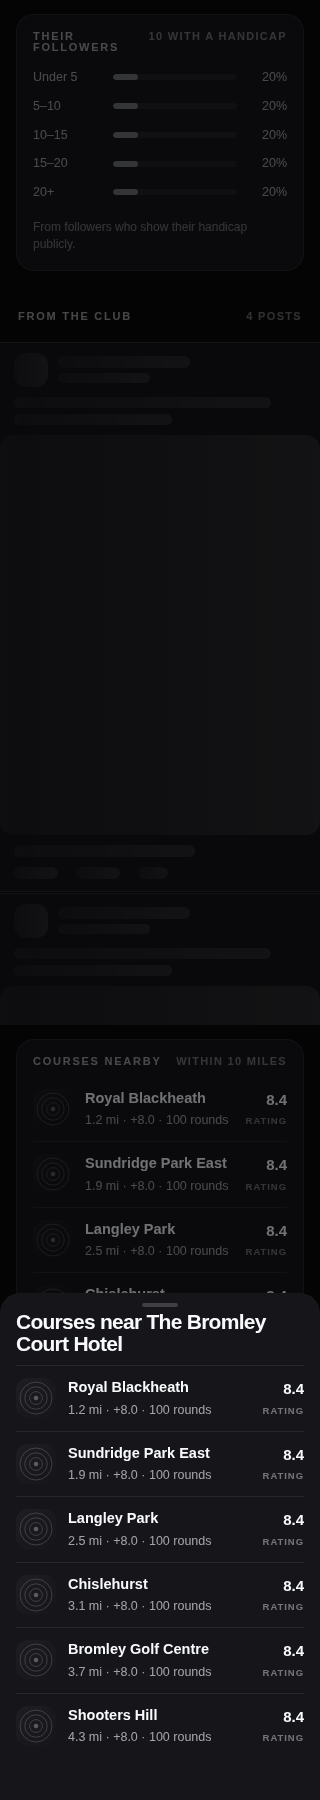 THEIR FOLLOWERS
10 WITH A HANDICAP
Under 5 20%
5–10 20%
10–15 20%
15–20 20%
20+ 20%
From followers who show their handicap
publicly.
FROM THE CLUB 4 POSTS
COURSES NEARBY WITHIN 10 MILES
Royal Blackheath 8.4
1.2 mi · +8.0 · 100 rounds RATING
Sundridge Park East 8.4
1.9 mi · +8.0 · 100 rounds RATING
Langley Park 8.4
2.5 mi · +8.0 · 100 rounds RATING
Chislehurst 8.4
Courses near The Bromley
Court Hotel
Royal Blackheath 8.4
1.2 mi · +8.0 · 100 rounds RATING
Sundridge Park East 8.4
1.9 mi · +8.0 · 100 rounds RATING
Langley Park 8.4
2.5 mi · +8.0 · 100 rounds RATING
Chislehurst 8.4
3.1 mi · +8.0 · 100 rounds RATING
Bromley Golf Centre 8.4
3.7 mi · +8.0 · 100 rounds RATING
Shooters Hill 8.4
4.3 mi · +8.0 · 100 rounds RATING